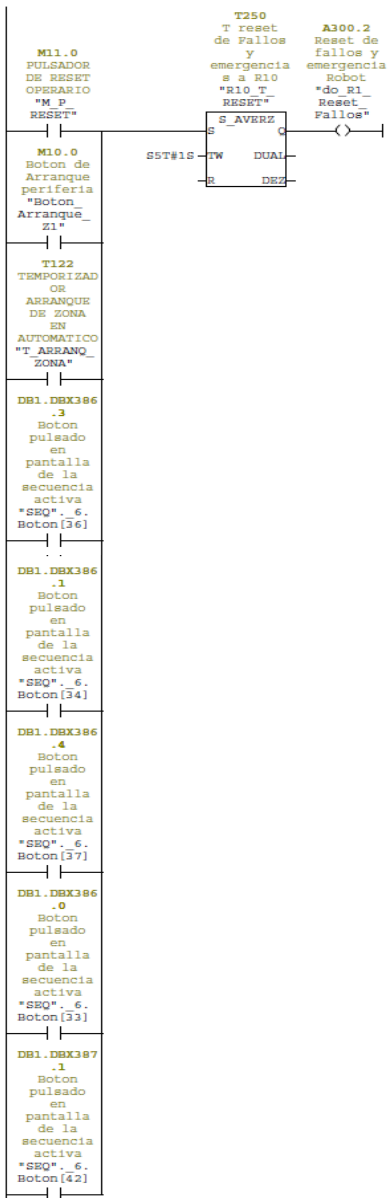 T250
T reset
de Fallos
y
emergencia
s a R10
"R10_T_
RESET"
A300.2
Reset de
fallos y
emergencia
Robot
"do_R1_
Reset_
Fallos"
M11.0
PULSADOR
DE RESET
OPERARIO
"M_P_
RESET"
S_AVERZ
S
Q
S5T#1S
TW
DUAL
R
DEZ
M10.0
Boton de
Arranque
periferia
"Boton_
Arranque_
Z1"
T122
TEMPORIZAD
OR
ARRANQUE
DE ZONA
EN
AUTOMATICO
"T_ARRANQ_
ZONA"
DB1.DBX386
.3
Boton
pulsado
en
pantalla
de la
secuencia
activa
"SEQ"._6.
Boton[36]
DB1.DBX386
.1
Boton
pulsado
en
pantalla
de la
secuencia
activa
"SEQ"._6.
Boton[34]
DB1.DBX386
.4
Boton
pulsado
en
pantalla
de la
secuencia
activa
"SEQ"._6.
Boton[37]
DB1.DBX386
.0
Boton
pulsado
en
pantalla
de la
secuencia
activa
"SEQ"._6.
Boton[33]
DB1.DBX387
.1
Boton
pulsado
en
pantalla
de la
secuencia
activa
"SEQ"._6.
Boton[42]